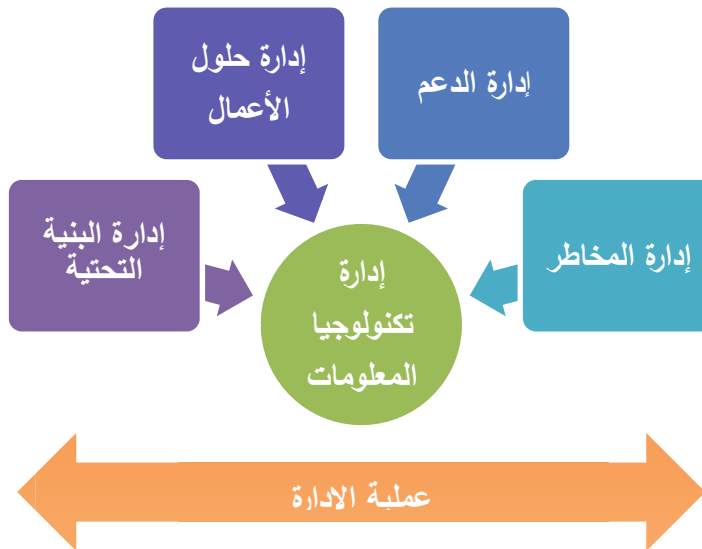 إدارة حلول
الأعمال
إدارة الدعم
إدارة البنية
التحتية
إدارة المخاطر
إدارة
تكنولوجيا
المعلومات
عملية الادارة